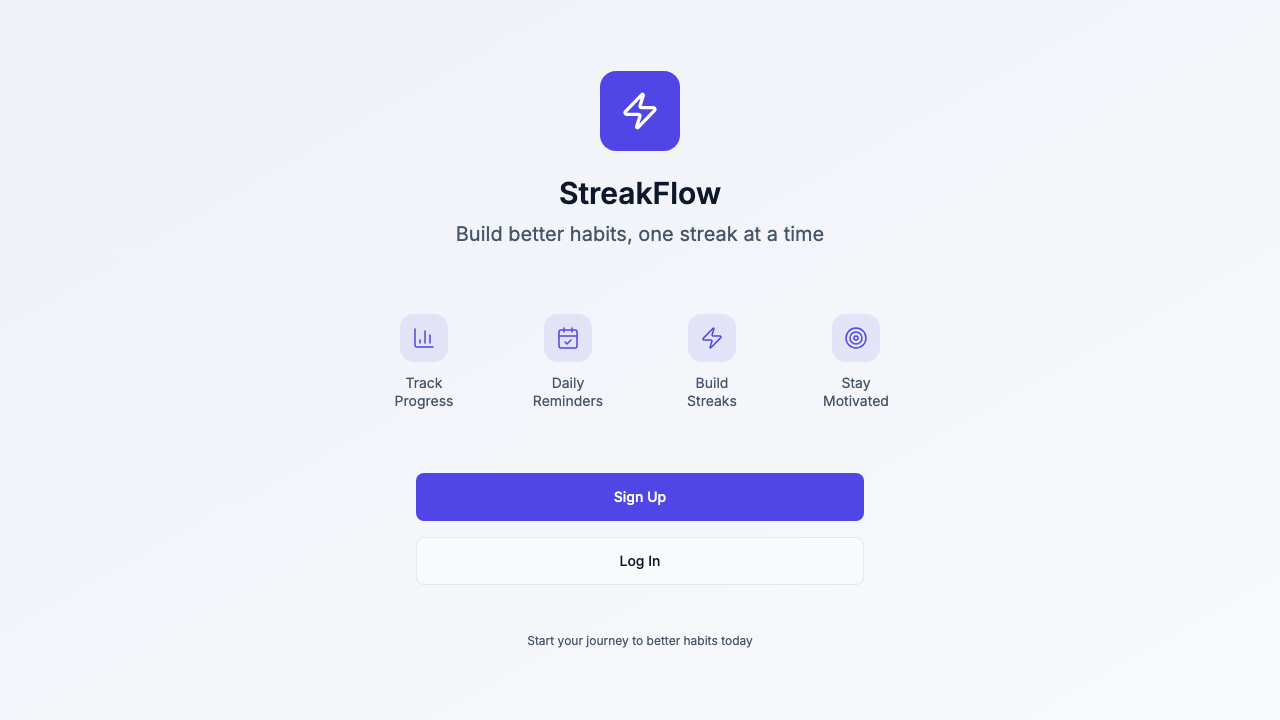 StreakFlow
Build better habits, one streak at a time
Track
Progress
Daily
Reminders
Build
Streaks
Stay
Motivated
Sign Up
Log In
Start your journey to better habits today